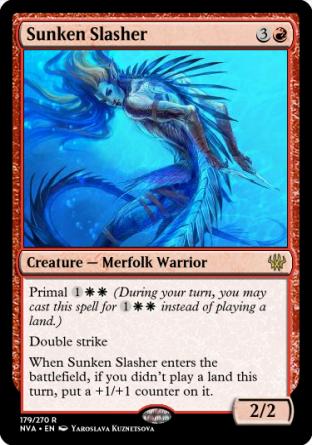 Sunken Slasher 3
Creature — Merfolk Warrior
Primal 1 (During your turn, you may
cast this spell for 1 instead of playing a
land.)
Double strike
When Sunken Slasher enters the
battlefield, if you didn't play a land this
turn, put a +1/+1 counter on it.
2/2
179/270 R
NVA • EN Yaroslava Kuznetsova